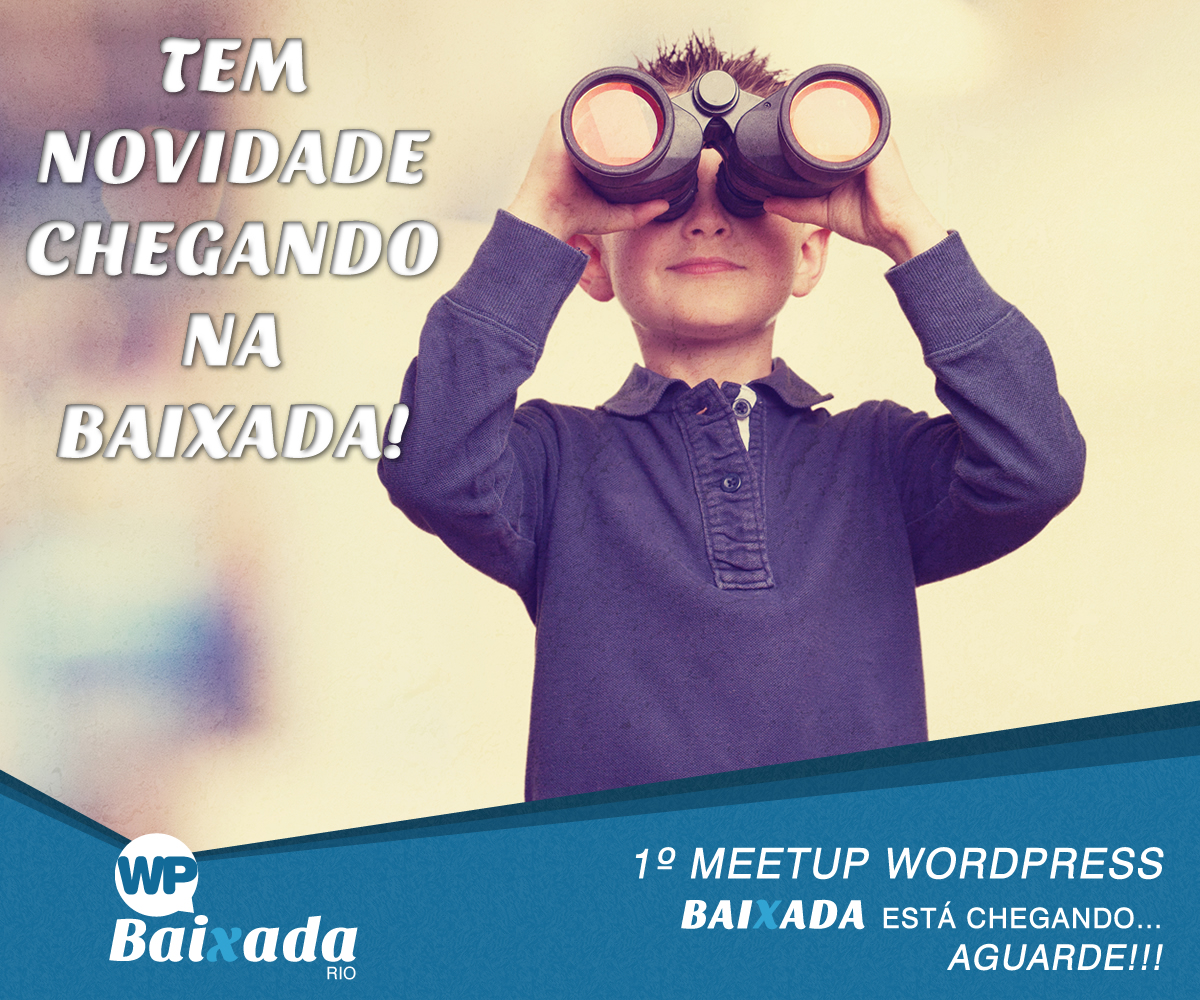 TEM
NOVIDADE
CHEGANDO
NA
BAIXADA!
WP
Baixada
RIO
1º MEETUP WORDPRESS
BAIXADA ESTÁ CHEGANDO...
AGUARDE!!!